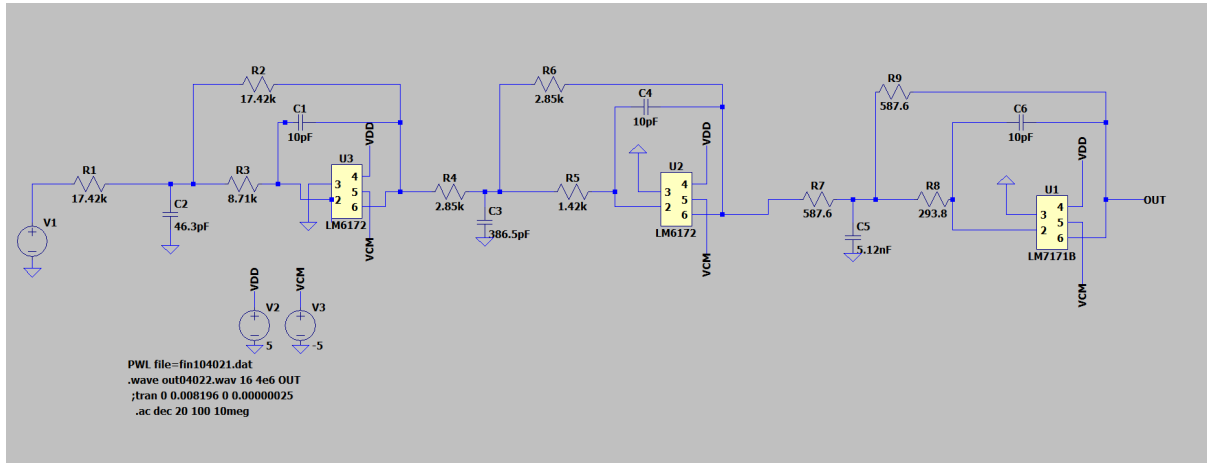 R2
17.42k
C1
10pF
R1
17.42k
R3
8.71k
C2
46.3pF
V1
U3
VDD
3
4
5
2
6
LM6172
VCM
R6
2.85k
C4
10pF
R4
2.85k
R5
1.42k
C3
386.5pF
U2
VDD
3
4
5
2
6
LM6172
VCM
R9
587.6
C6
10pF
R7
587.6
R8
293.8
C5
5.12nF
U1
VDD
3
4
5
2
6
LM7171B
VCM
OUT
VDD
V2
5
VCM
V3
-5
PWL file=fin104021.dat
.wave out04022.wav 16 4e6 OUT
;tran 0 0.008196 0 0.00000025
.ac dec 20 100 10meg